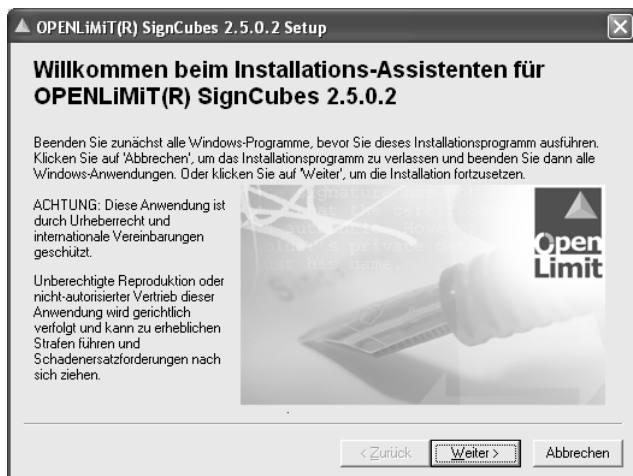 OPENLiMiT(R) SignCubes 2.5.0.2 Setup
Willkommen beim Installations-Assistenten für
OPENLiMiT(R) SignCubes 2.5.0.2
Beenden Sie zunächst alle Windows-Programme, bevor Sie dieses Installationsprogramm ausführen.
Klicken Sie auf 'Abbrechen', um das Installationsprogramm zu verlassen und beenden Sie dann alle
Windows-Anwendungen. Oder klicken Sie auf 'Weiter', um die Installation fortzusetzen.
ACHTUNG: Diese Anwendung ist
durch Urheberrecht und
internationale Vereinbarungen
geschützt.
Unberechtigte Reproduktion oder
nicht-autorisierter Vertrieb dieser
Anwendung wird gerichtlich
verfolgt und kann zu erheblichen
Strafen führen und
Schadenersatzforderungen nach
sich ziehen.
Open
Limit
< Zurück
Weiter >
Abbrechen